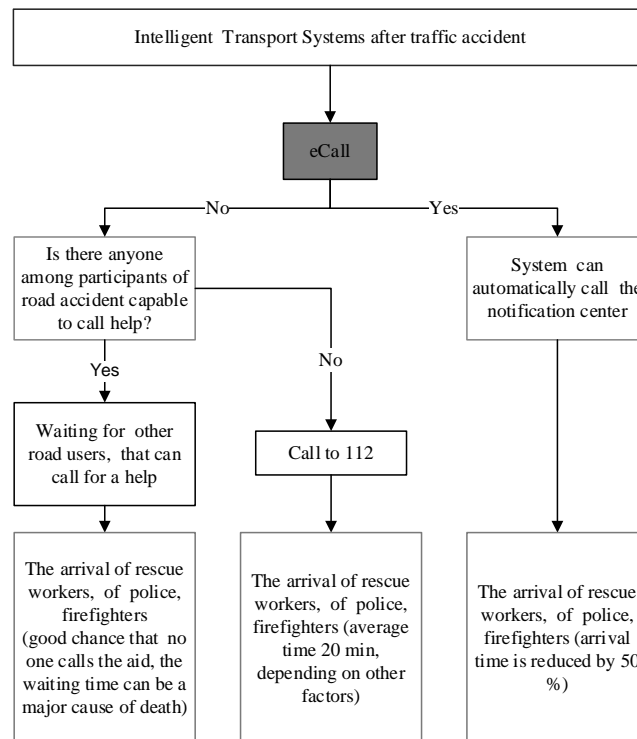 Intelligent Transport Systems after traffic accident
eCall
No
Yes
Is there anyone
among participants of
road accident capable
to call help?
System can
automatically call the
notification center
Yes
No
Waiting for other
road users, that can
call for a help
Call to 112
The arrival of rescue
workers, of police,
firefighters
(good chance that no
one calls the aid, the
waiting time can be a
major cause of death)
The arrival of rescue
workers, of police,
firefighters (average
time 20 min,
depending on other
factors)
The arrival of rescue
workers, of police,
firefighters (arrival
time is reduced by 50
%)